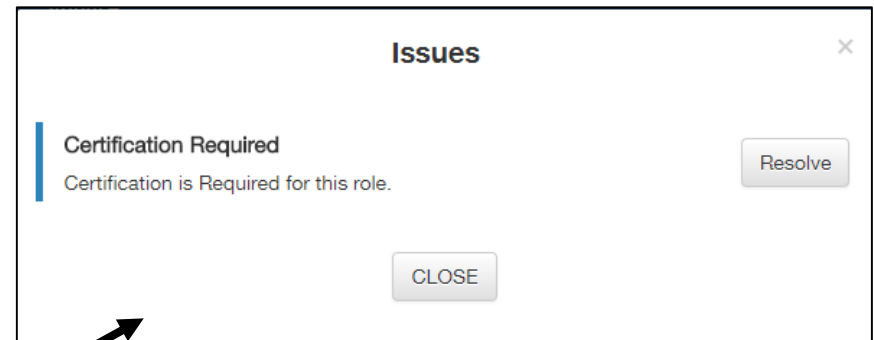 Issues
×
Certification Required
Certification is Required for this role.
Resolve
CLOSE